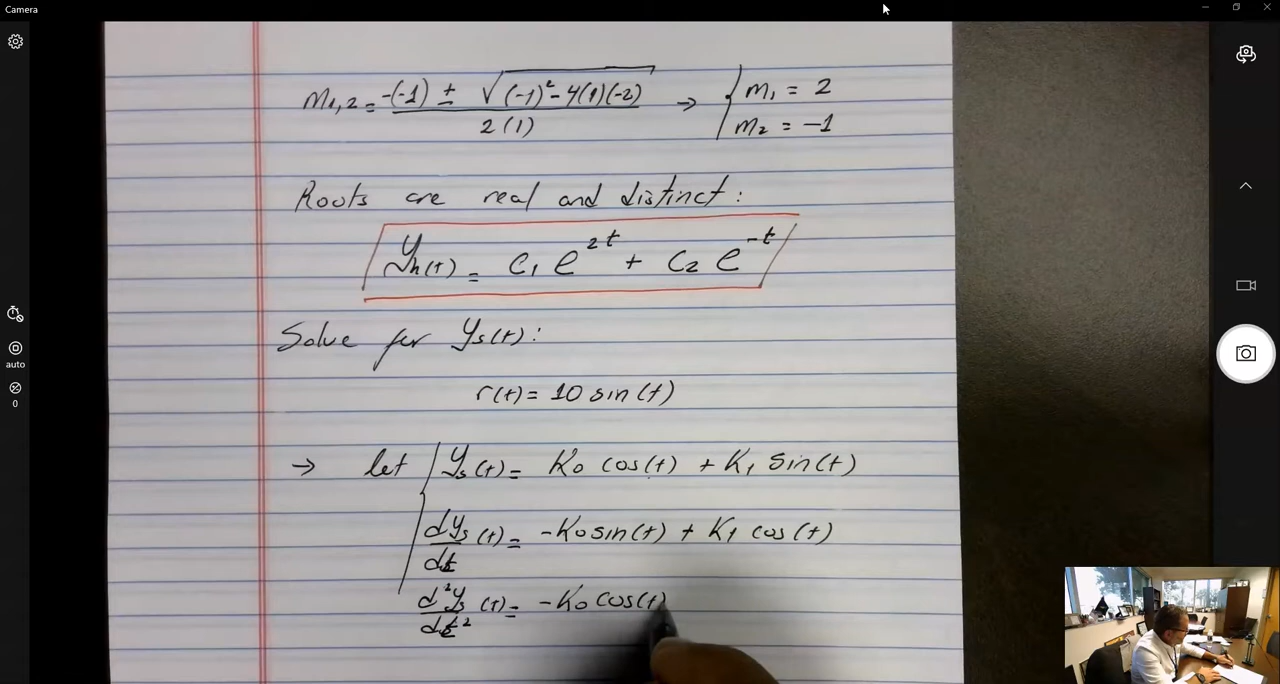 Camera
m1,2 = -(-1) ± √(-1)² - 4(1)(-2) / 2(1) → { m1 = 2
m2 = -1
Roots are real and distinct:
yh(t) = C1 e^2t + C2 e^-t
Solve for ys(t):
r(t) = 10 sin(t)
→ let ys(t) = K0 cos(t) + K1 sin(t)
dys/dt (t) = -K0 sin(t) + K1 cos(t)
d²ys/dt² (t) = -K0 cos(t)
auto
0